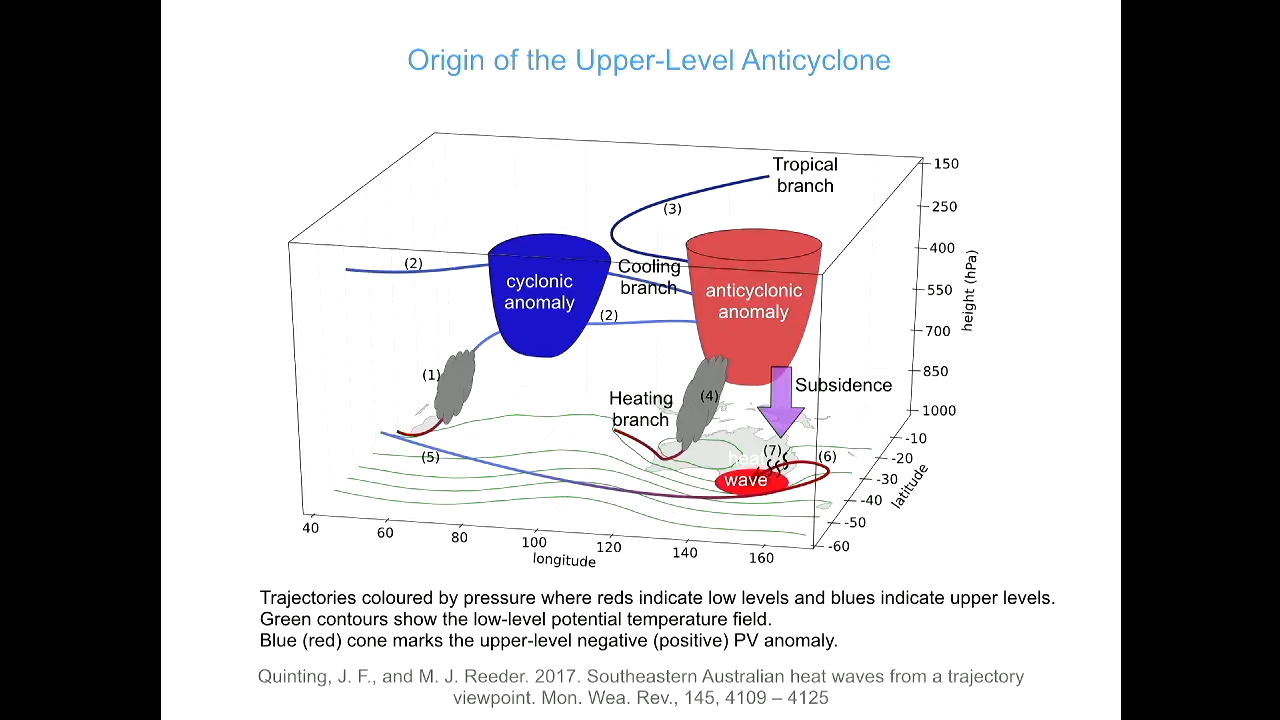 Origin of the Upper-Level Anticyclone
Tropical
branch
(3)
150
250
400
550
700
850
1000
height (hPa)
(2)
cyclonic
anomaly
Cooling
branch
anticyclonic
anomaly
(2)
(1)
Heating
branch
(4)
Subsidence
(5)
heat
wave
(7)
(6)
-10
-20
-30
-40
-50
-60
latitude
40
60
80
100
120
140
160
longitude
Trajectories coloured by pressure where reds indicate low levels and blues indicate upper levels.
Green contours show the low-level potential temperature field.
Blue (red) cone marks the upper-level negative (positive) PV anomaly.
Quinting, J. F., and M. J. Reeder. 2017. Southeastern Australian heat waves from a trajectory
viewpoint. Mon. Wea. Rev., 145, 4109 – 4125